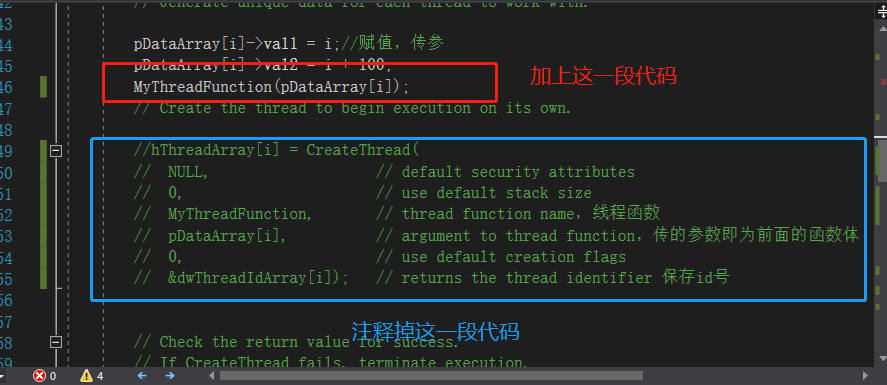 42 // Generate unique data for each thread to work with.
43
44 pDataArray[i]->val1 = i;//赋值，传参
45 pDataArray[i]->val2 = i + 100;
46 MyThreadFunction(pDataArray[i]);
加上这一段代码
47 // Create the thread to begin execution on its own.
48
49 //hThreadArray[i] = CreateThread(
50 // NULL, // default security attributes
51 // 0, // use default stack size
52 // MyThreadFunction, // thread function name，线程函数
53 // pDataArray[i], // argument to thread function，传的参数即为前面的函数体
54 // 0, // use default creation flags
55 // &dwThreadIdArray[i]); // returns the thread identifier 保存id号
56
57
注释掉这一段代码
58 // Check the return value for success.
59 // If CreateThread fails, terminate execution.
0 4